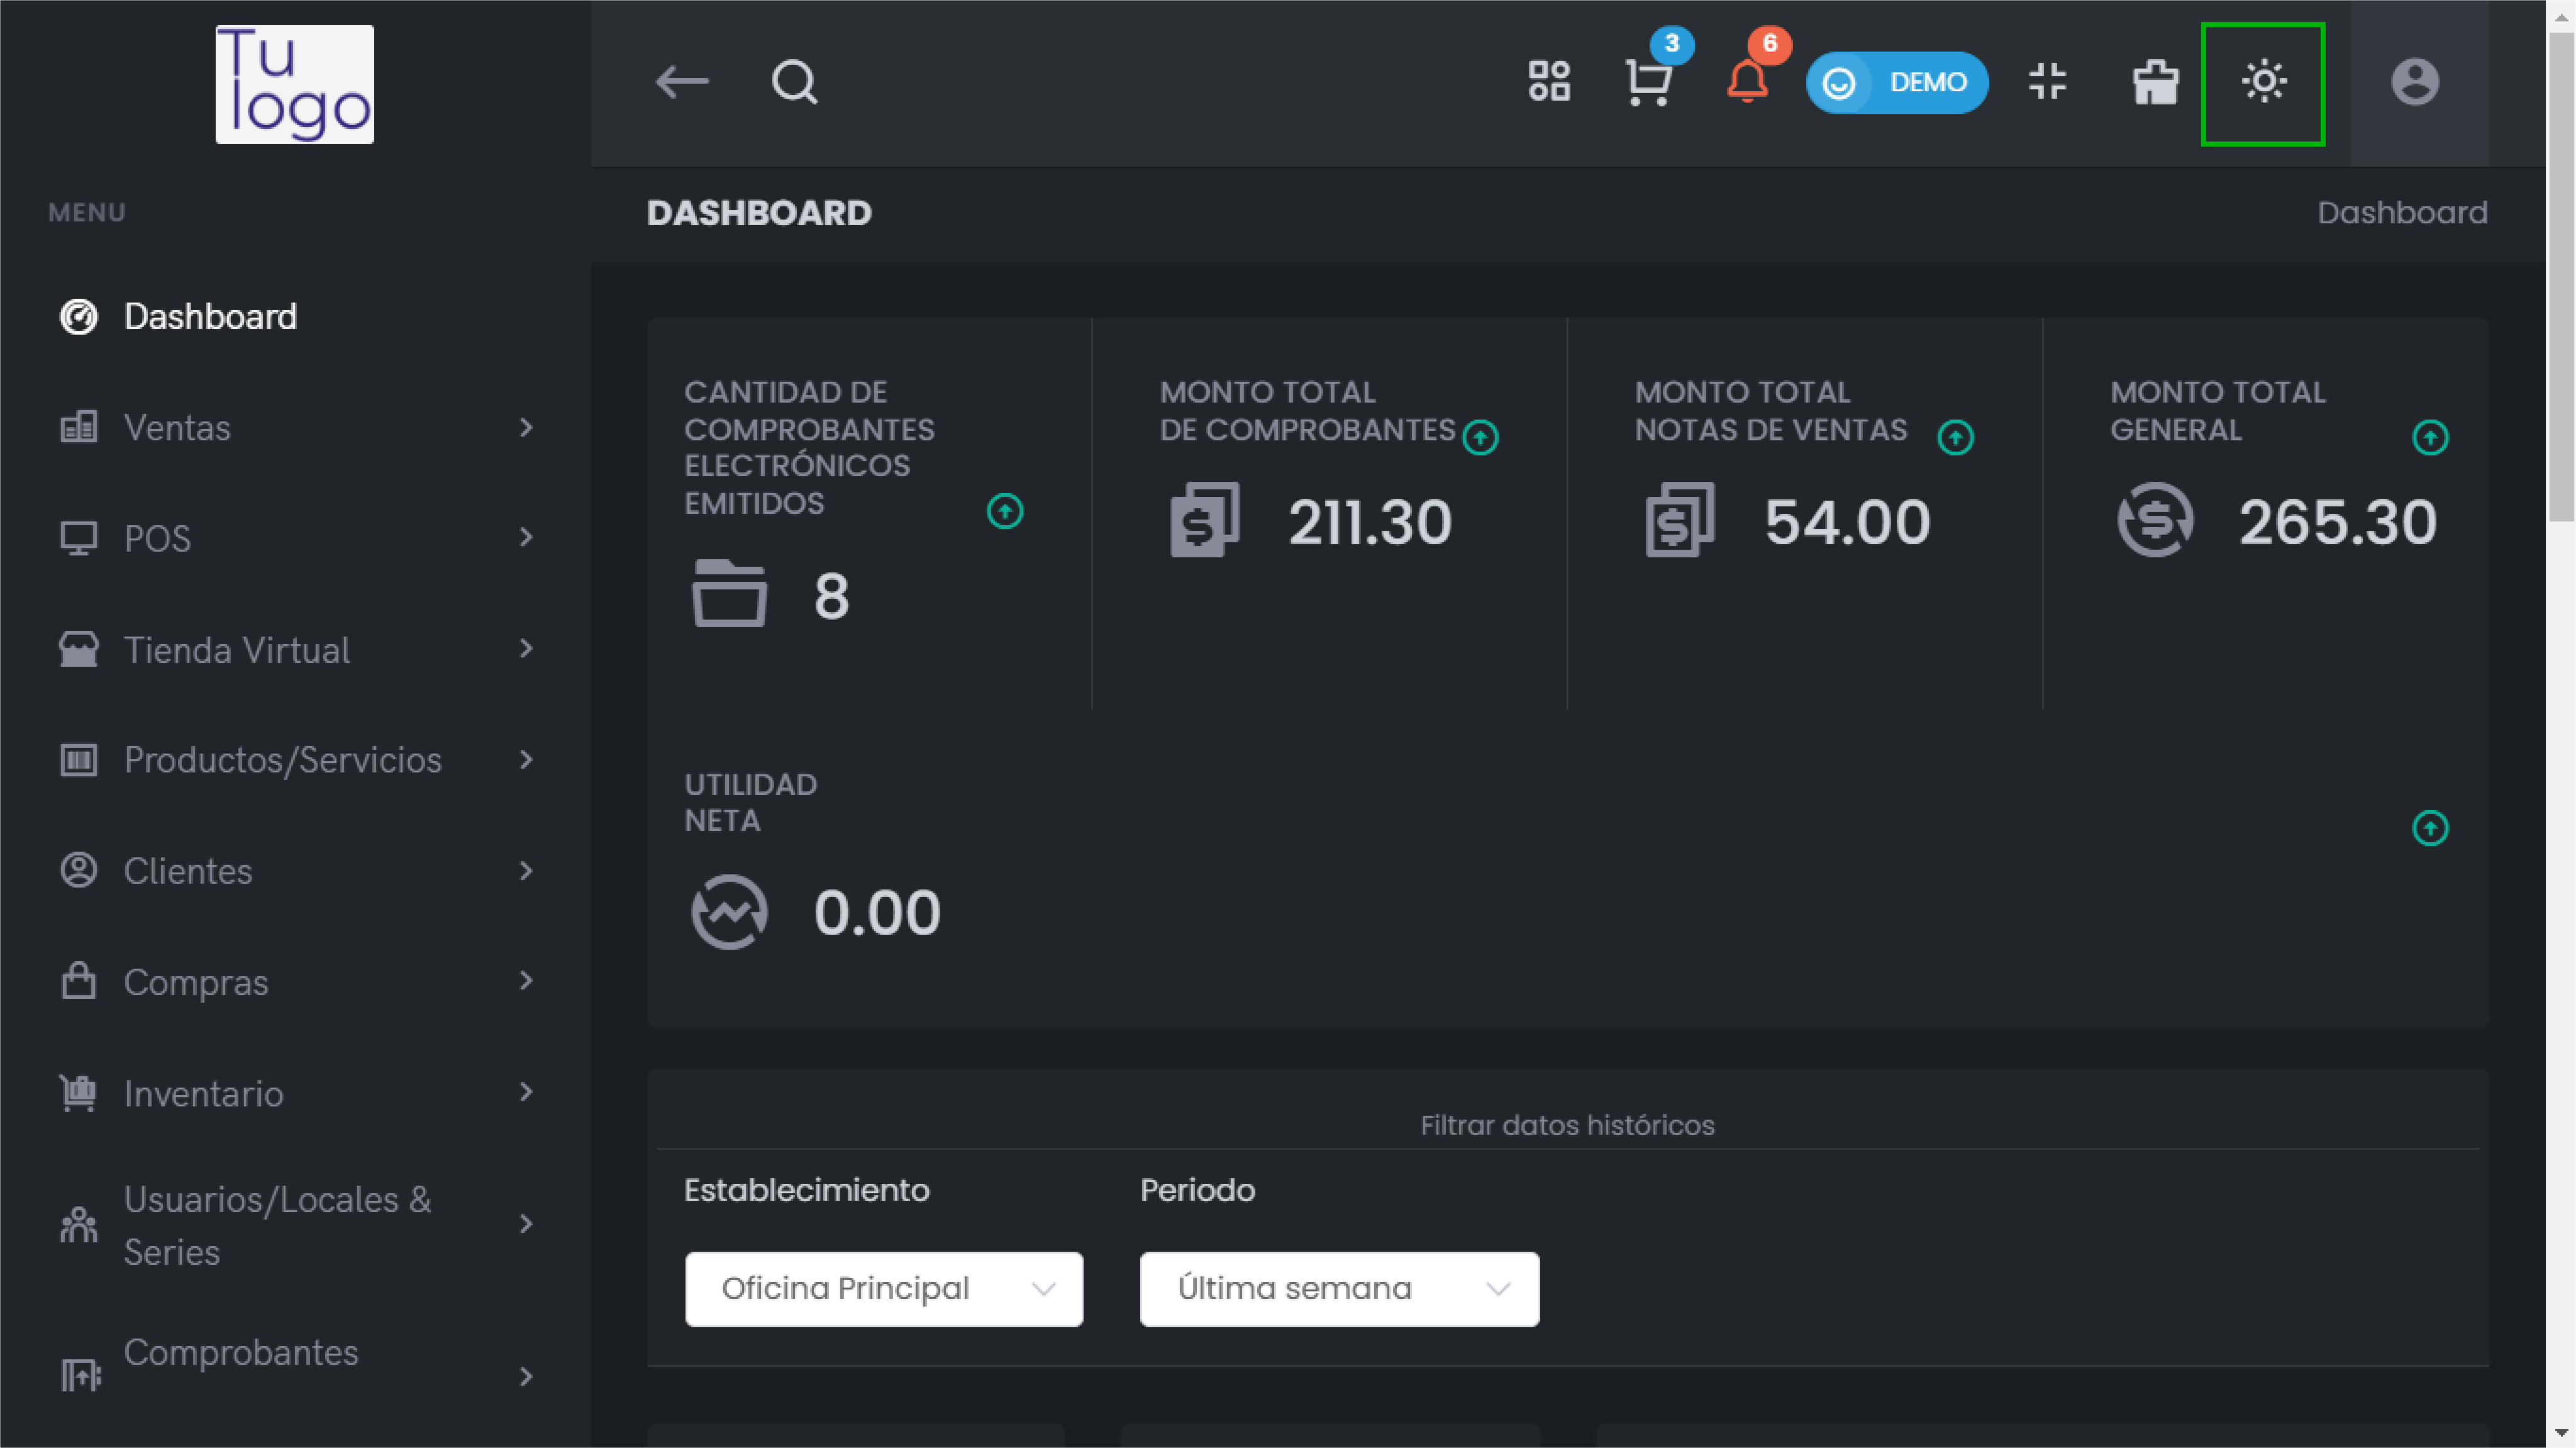 Tu
logo
3
6
DEMO
MENU
DASHBOARD
Dashboard
Dashboard
Ventas
POS
Tienda Virtual
Productos/Servicios
Clientes
Compras
Inventario
Usuarios/Locales &
Series
Comprobantes
CANTIDAD DE
COMPROBANTES
ELECTRÓNICOS
EMITIDOS
8
MONTO TOTAL
DE COMPROBANTES
211.30
MONTO TOTAL
NOTAS DE VENTAS
54.00
MONTO TOTAL
GENERAL
265.30
UTILIDAD
NETA
0.00
Filtrar datos históricos
Establecimiento
Periodo
Oficina Principal
Última semana